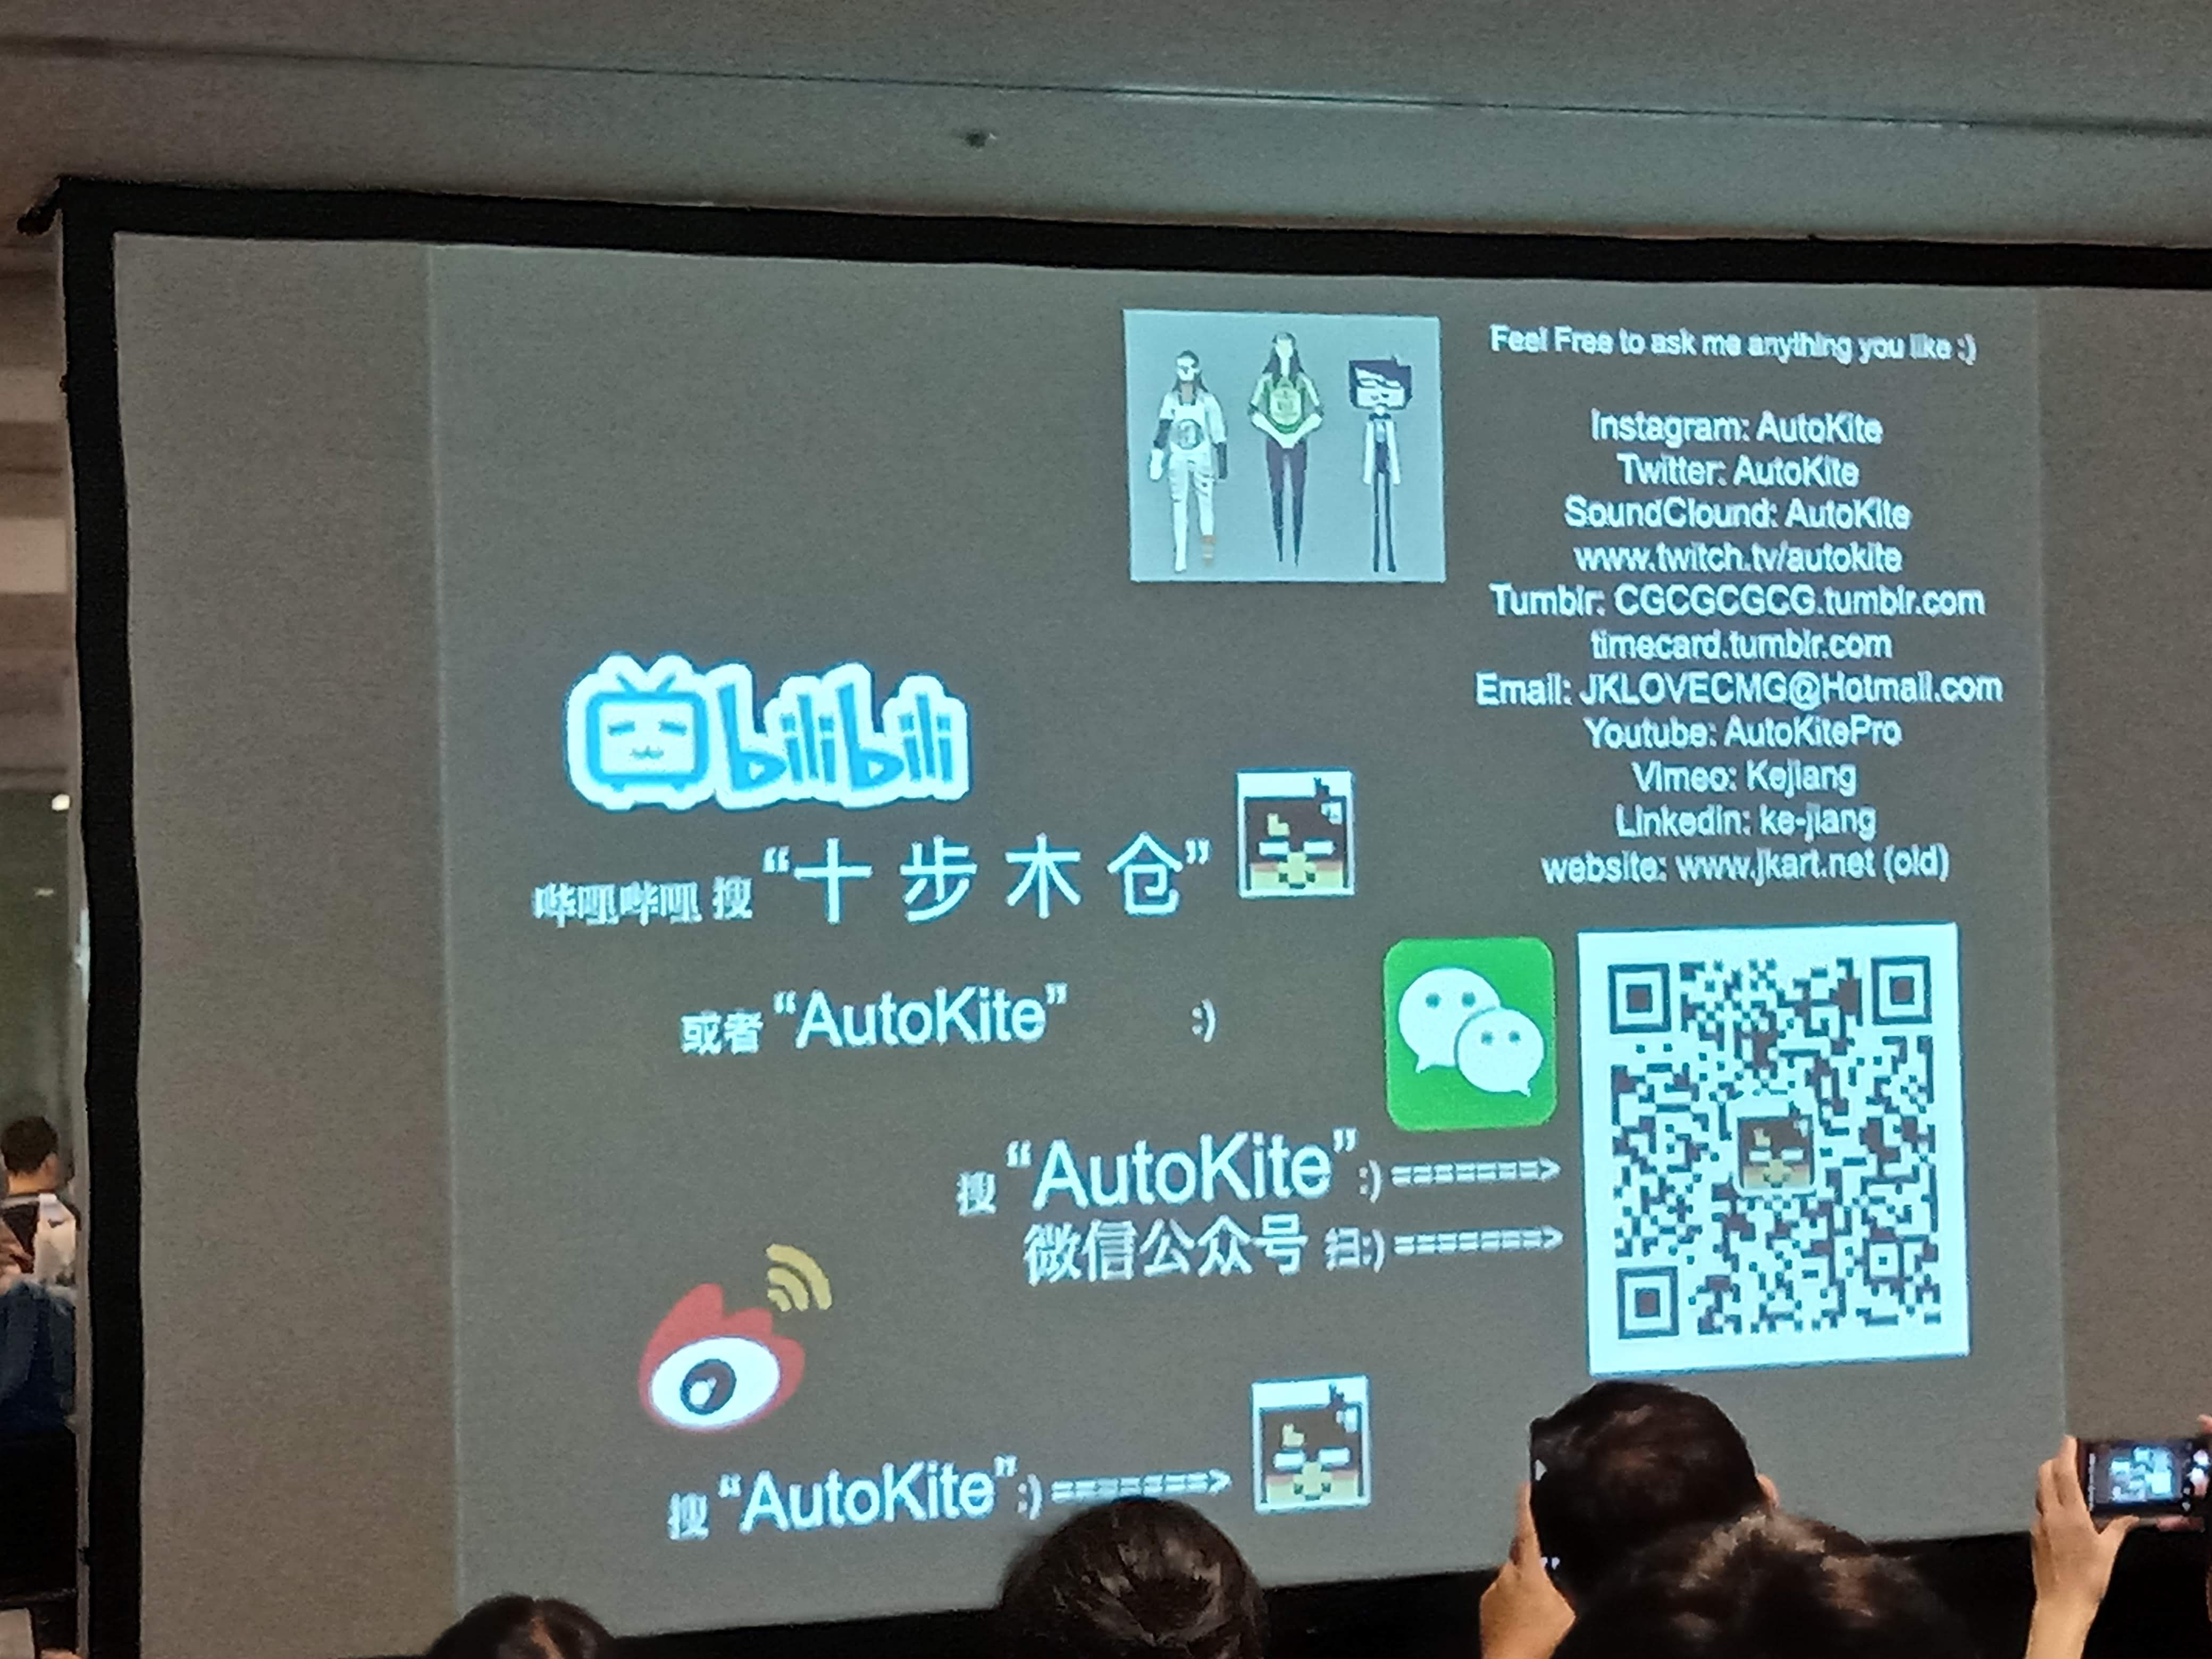 Feel Free to ask me anything you like :)
Instagram: AutoKite
Twitter: AutoKite
SoundClound: AutoKite
www.twitch.tv/autokite
Tumblr: CGCGCGCG.tumblr.com
timecard.tumblr.com
Email: JKLOVECMG@Hotmail.com
Youtube: AutoKitePro
Vimeo: Kejiang
Linkedin: ke-jiang
website: www.jkart.net (old)
bilibili
哔哩哔哩 搜 “十 步 木 仓”
或者 “AutoKite” :)
搜 “AutoKite” :) =======>
微信公众号 扫:) =======>
搜 “AutoKite” :) =======>